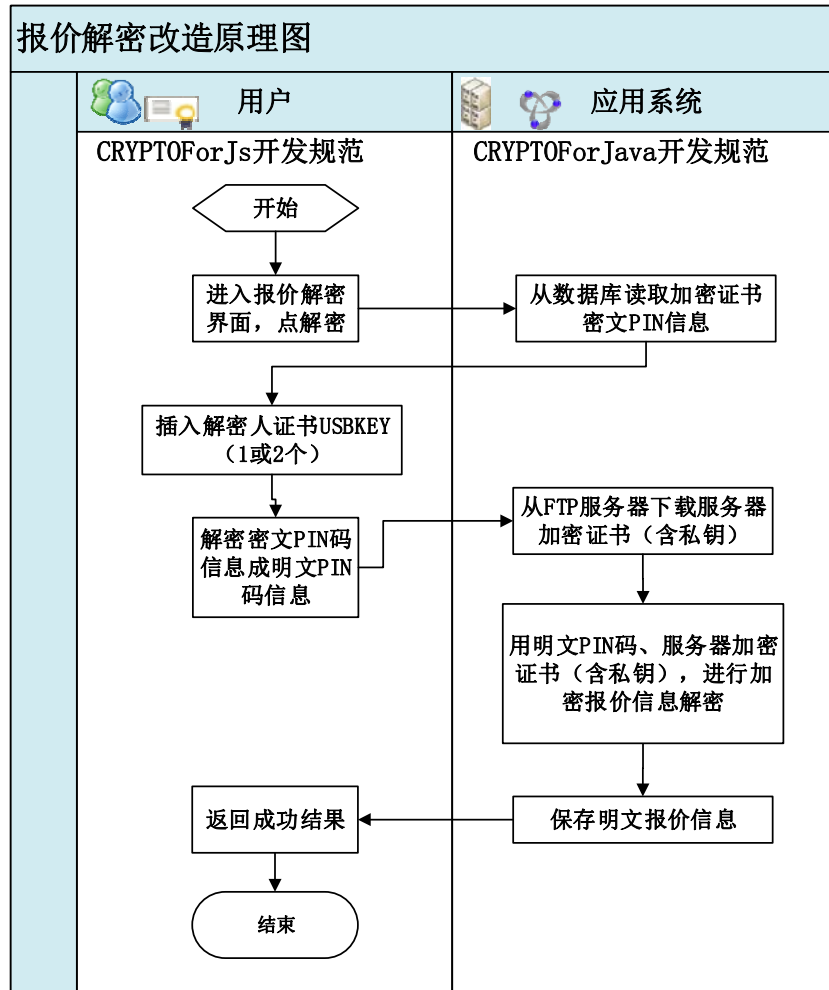 报价解密改造原理图
用户
应用系统
CRYPTOForJs开发规范
CRYPTOForJava开发规范
开始
进入报价解密
界面，点解密
从数据库读取加密证书
密文PIN信息
插入解密人证书USBKEY
（1或2个）
解密密文PIN码
信息成明文PIN
码信息
从FTP服务器下载服务器
加密证书（含私钥）
用明文PIN码、服务器加密
证书（含私钥），进行加
密报价信息解密
保存明文报价信息
返回成功结果
结束